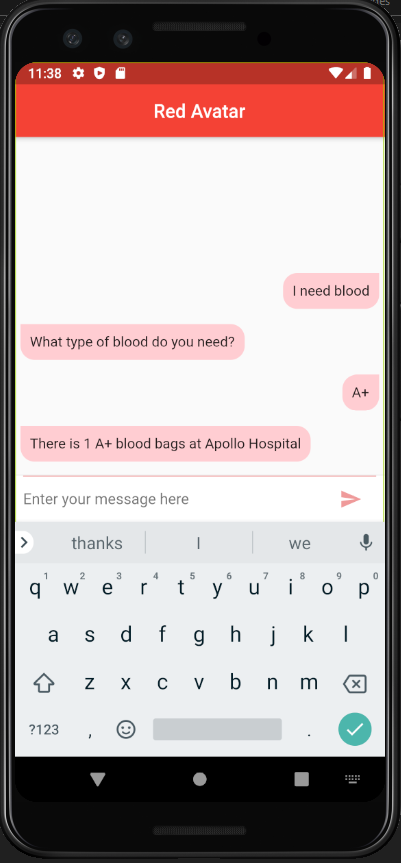 11:38
Red Avatar
I need blood
What type of blood do you need?
A+
There is 1 A+ blood bags at Apollo Hospital
Enter your message here
thanks I we
q1 w2 e3 r4 t5 y6 u7 i8 o9 p0
a s d f g h j k l
z x c v b n m
?123 , .